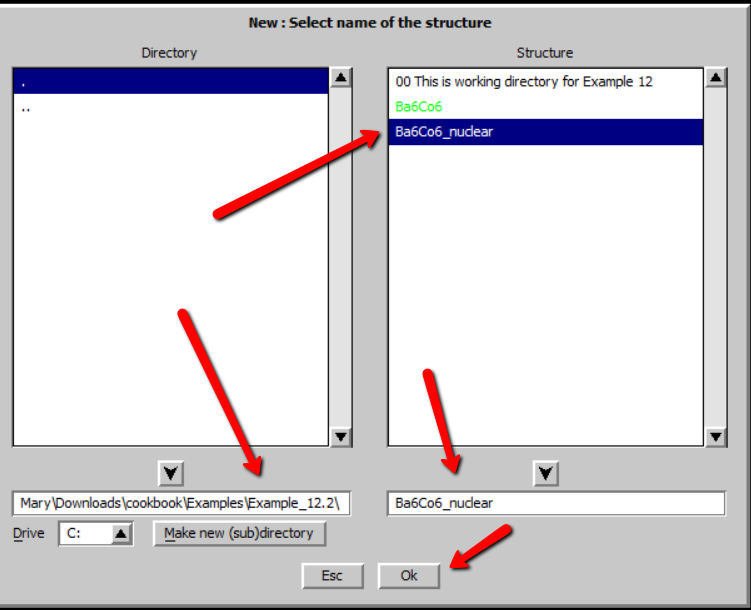 New : Select name of the structure
Directory
Structure
.
..
00 This is working directory for Example 12
Ba6Co6
Ba6Co6_nuclear
Mary\Downloads\cookbook\Examples\Example_12.2\
Ba6Co6_nuclear
Drive C: Make new (sub)directory
Esc Ok